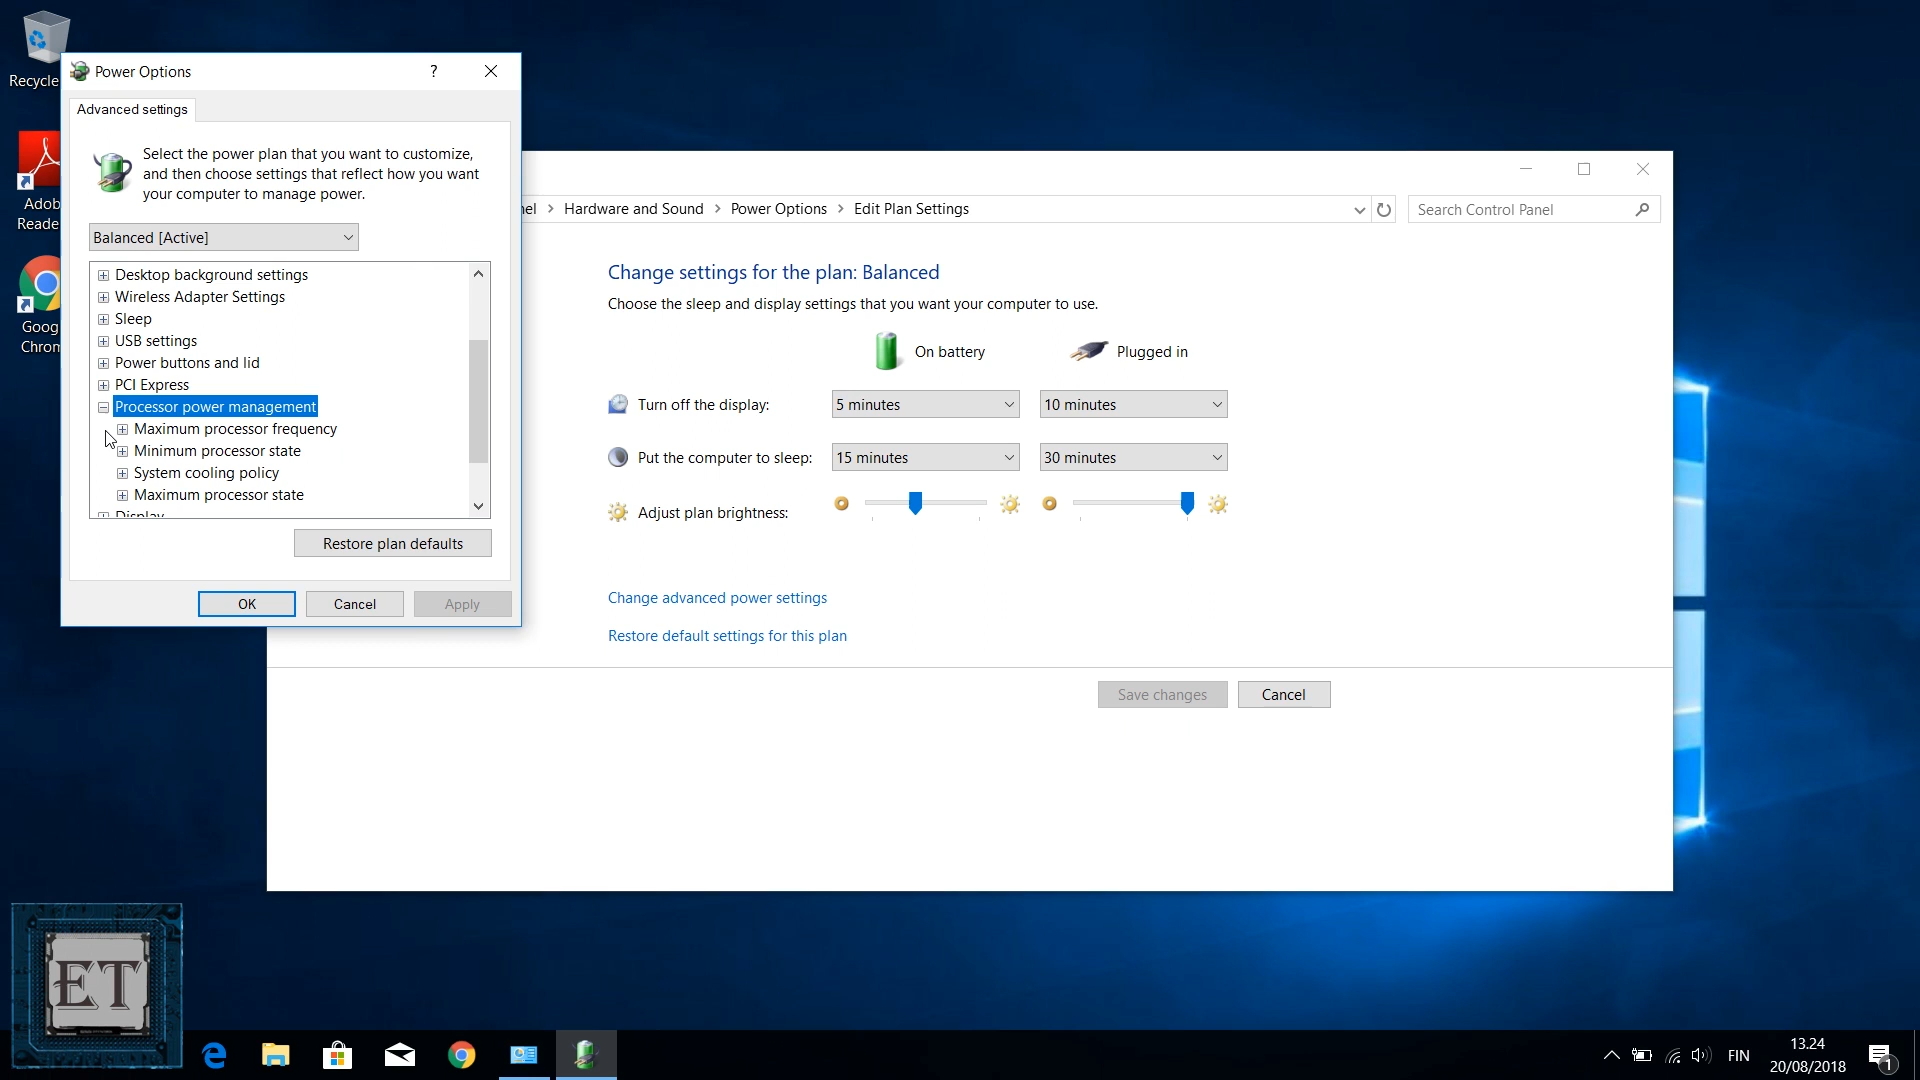 Recycle
Adob
Reade
Goog
Chrom
Power Options
?
Advanced settings
Select the power plan that you want to customize,
and then choose settings that reflect how you want
your computer to manage power.
Balanced [Active]
Desktop background settings
Wireless Adapter Settings
Sleep
USB settings
Power buttons and lid
PCI Express
Processor power management
Maximum processor frequency
Minimum processor state
System cooling policy
Maximum processor state
Display
Restore plan defaults
OK
Cancel
Apply
nel > Hardware and Sound > Power Options > Edit Plan Settings
Search Control Panel
Change settings for the plan: Balanced
Choose the sleep and display settings that you want your computer to use.
On battery
Plugged in
Turn off the display:
5 minutes
10 minutes
Put the computer to sleep:
15 minutes
30 minutes
Adjust plan brightness:
Change advanced power settings
Restore default settings for this plan
Save changes
Cancel
ET
FIN
13.24
20/08/2018
1